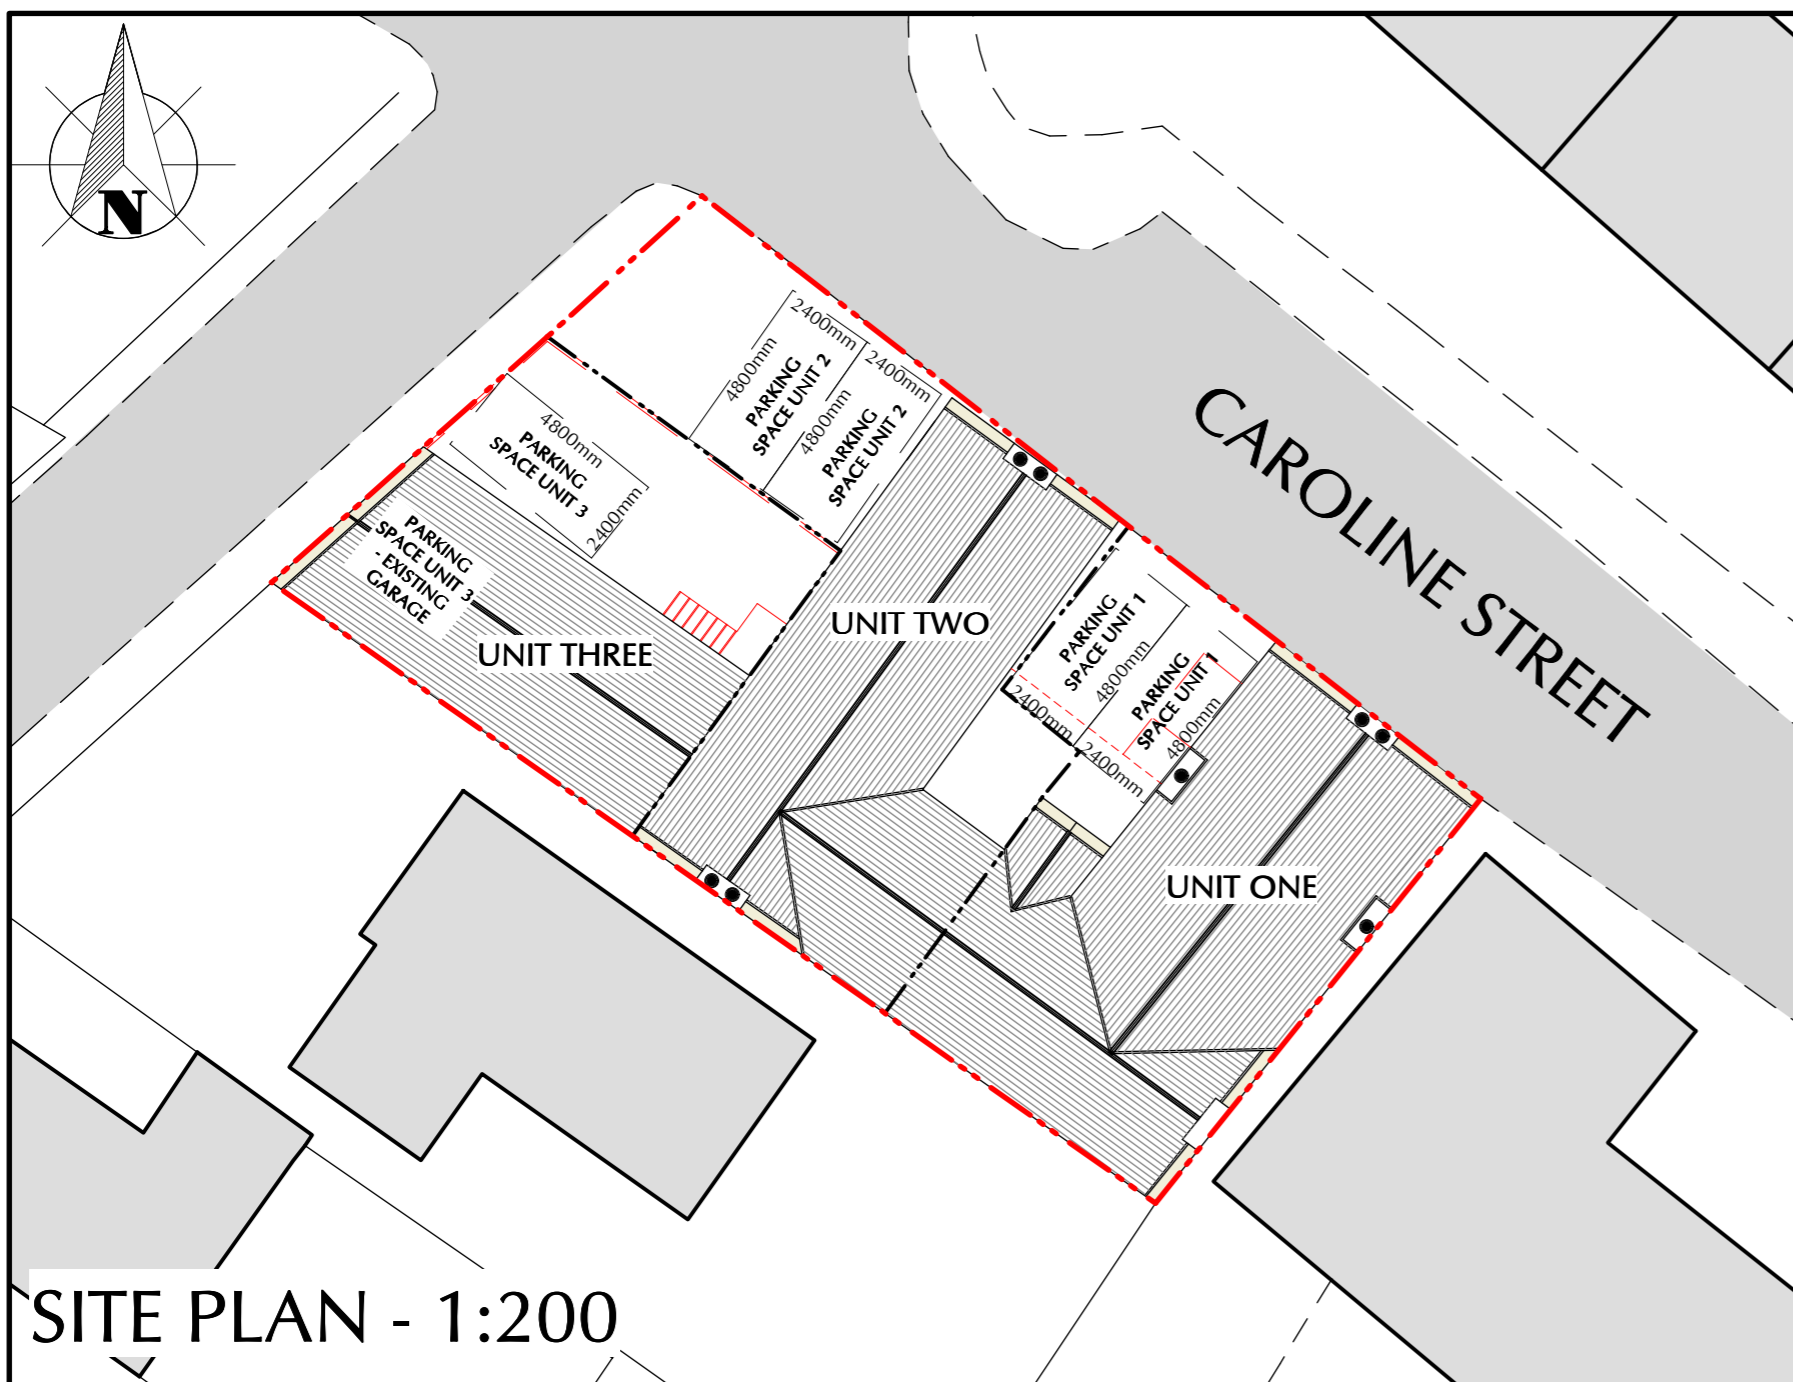 N
2400mm
4800mm
PARKING
SPACE UNIT 2
2400mm
4800mm
PARKING
SPACE UNIT 2
4800mm
PARKING
SPACE UNIT 3
2400mm
PARKING
SPACE UNIT 3
- EXISTING
GARAGE
UNIT THREE
UNIT TWO
PARKING
SPACE UNIT 1
4800mm
2400mm
PARKING
SPACE UNIT 1
4800mm
2400mm
UNIT ONE
CAROLINE STREET
SITE PLAN - 1:200